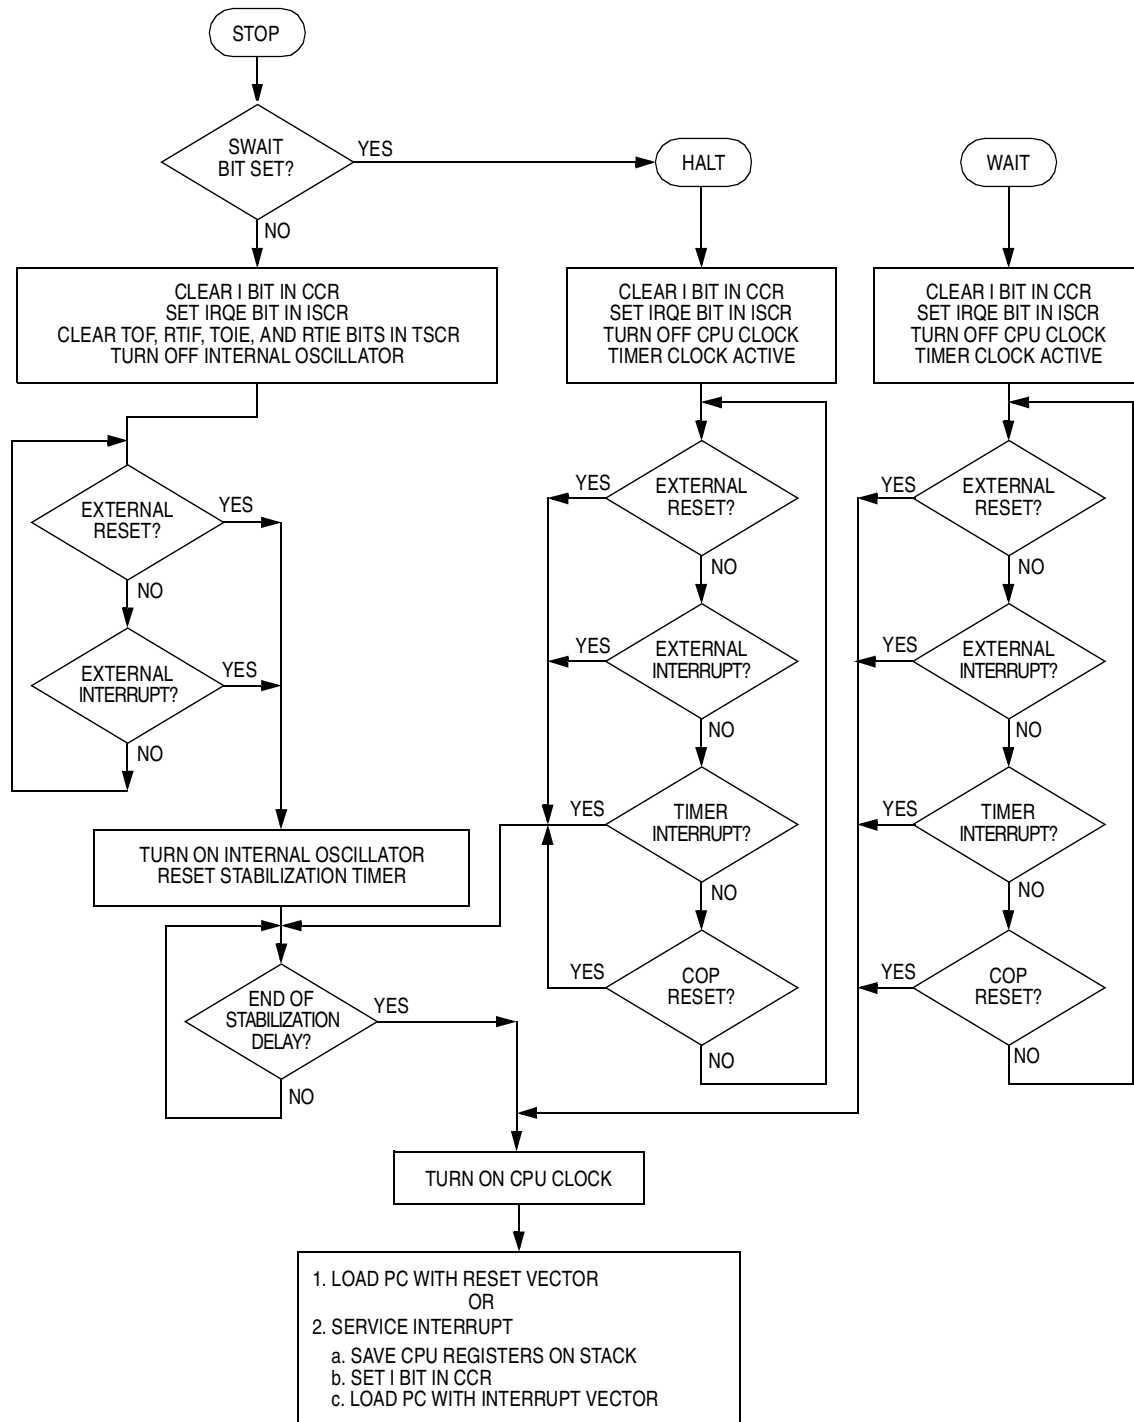 STOP
SWAIT
BIT SET?
YES
HALT
WAIT
NO
CLEAR I BIT IN CCR
SET IRQE BIT IN ISCR
CLEAR TOF, RTIF, TOIE, AND RTIE BITS IN TSCR
TURN OFF INTERNAL OSCILLATOR
CLEAR I BIT IN CCR
SET IRQE BIT IN ISCR
TURN OFF CPU CLOCK
TIMER CLOCK ACTIVE
CLEAR I BIT IN CCR
SET IRQE BIT IN ISCR
TURN OFF CPU CLOCK
TIMER CLOCK ACTIVE
EXTERNAL
RESET?
YES
NO
EXTERNAL
INTERRUPT?
YES
NO
TURN ON INTERNAL OSCILLATOR
RESET STABILIZATION TIMER
END OF
STABILIZATION
DELAY?
YES
NO
YES
EXTERNAL
RESET?
NO
YES
EXTERNAL
INTERRUPT?
NO
YES
TIMER
INTERRUPT?
NO
YES
COP
RESET?
NO
YES
EXTERNAL
RESET?
NO
YES
EXTERNAL
INTERRUPT?
NO
YES
TIMER
INTERRUPT?
NO
YES
COP
RESET?
NO
TURN ON CPU CLOCK
1. LOAD PC WITH RESET VECTOR
OR
2. SERVICE INTERRUPT
a. SAVE CPU REGISTERS ON STACK
b. SET I BIT IN CCR
c. LOAD PC WITH INTERRUPT VECTOR